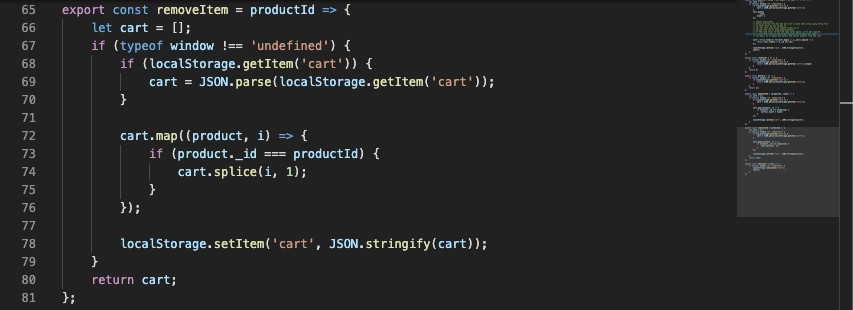 65 export const removeItem = productId => {
66 let cart = [];
67 if (typeof window !== 'undefined') {
68 if (localStorage.getItem('cart')) {
69 cart = JSON.parse(localStorage.getItem('cart'));
70 }
71
72 cart.map((product, i) => {
73 if (product._id === productId) {
74 cart.splice(i, 1);
75 }
76 });
77
78 localStorage.setItem('cart', JSON.stringify(cart));
79 }
80 return cart;
81 };